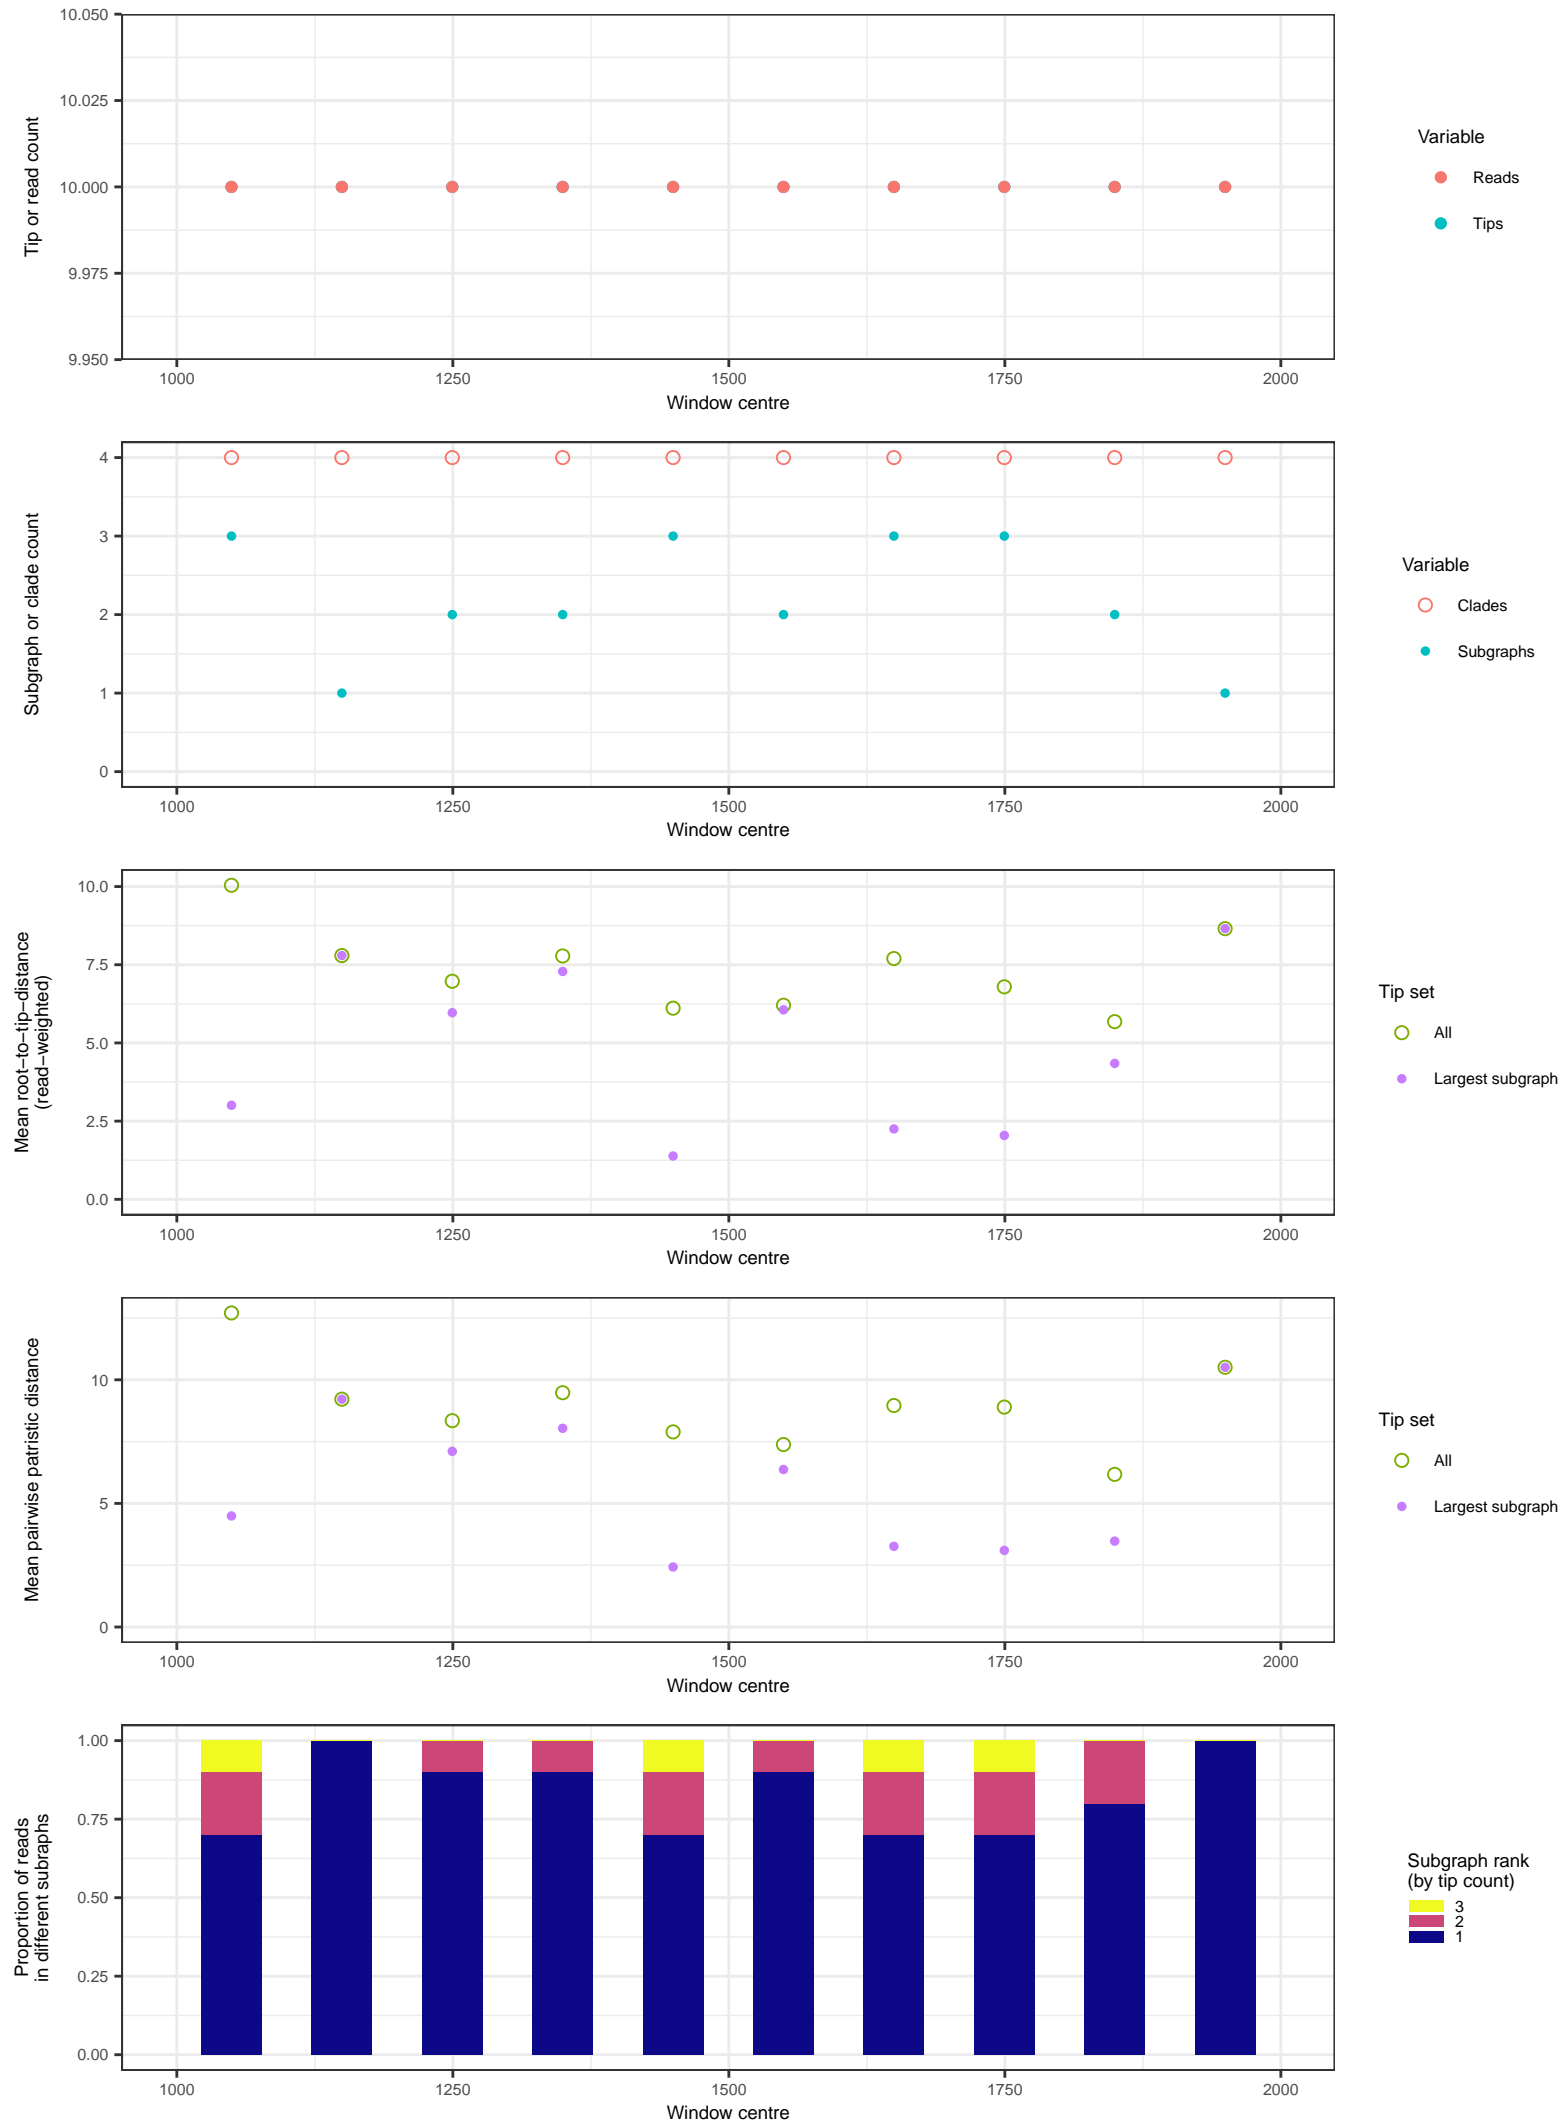 10.050
10.025
10.000
9.975
9.950
Tip or read count
1000 1250 1500 1750 2000
Window centre
Variable
Reads
Tips
4
3
2
1
0
Subgraph or clade count
1000 1250 1500 1750 2000
Window centre
Variable
Clades
Subgraphs
10.0
7.5
5.0
2.5
0.0
Mean root−to−tip−distance
(read−weighted)
1000 1250 1500 1750 2000
Window centre
Tip set
All
Largest subgraph
10
5
0
Mean pairwise patristic distance
1000 1250 1500 1750 2000
Window centre
Tip set
All
Largest subgraph
1.00
0.75
0.50
0.25
0.00
Proportion of reads
in different subraphs
1000 1250 1500 1750 2000
Window centre
Subgraph rank
(by tip count)
3
2
1